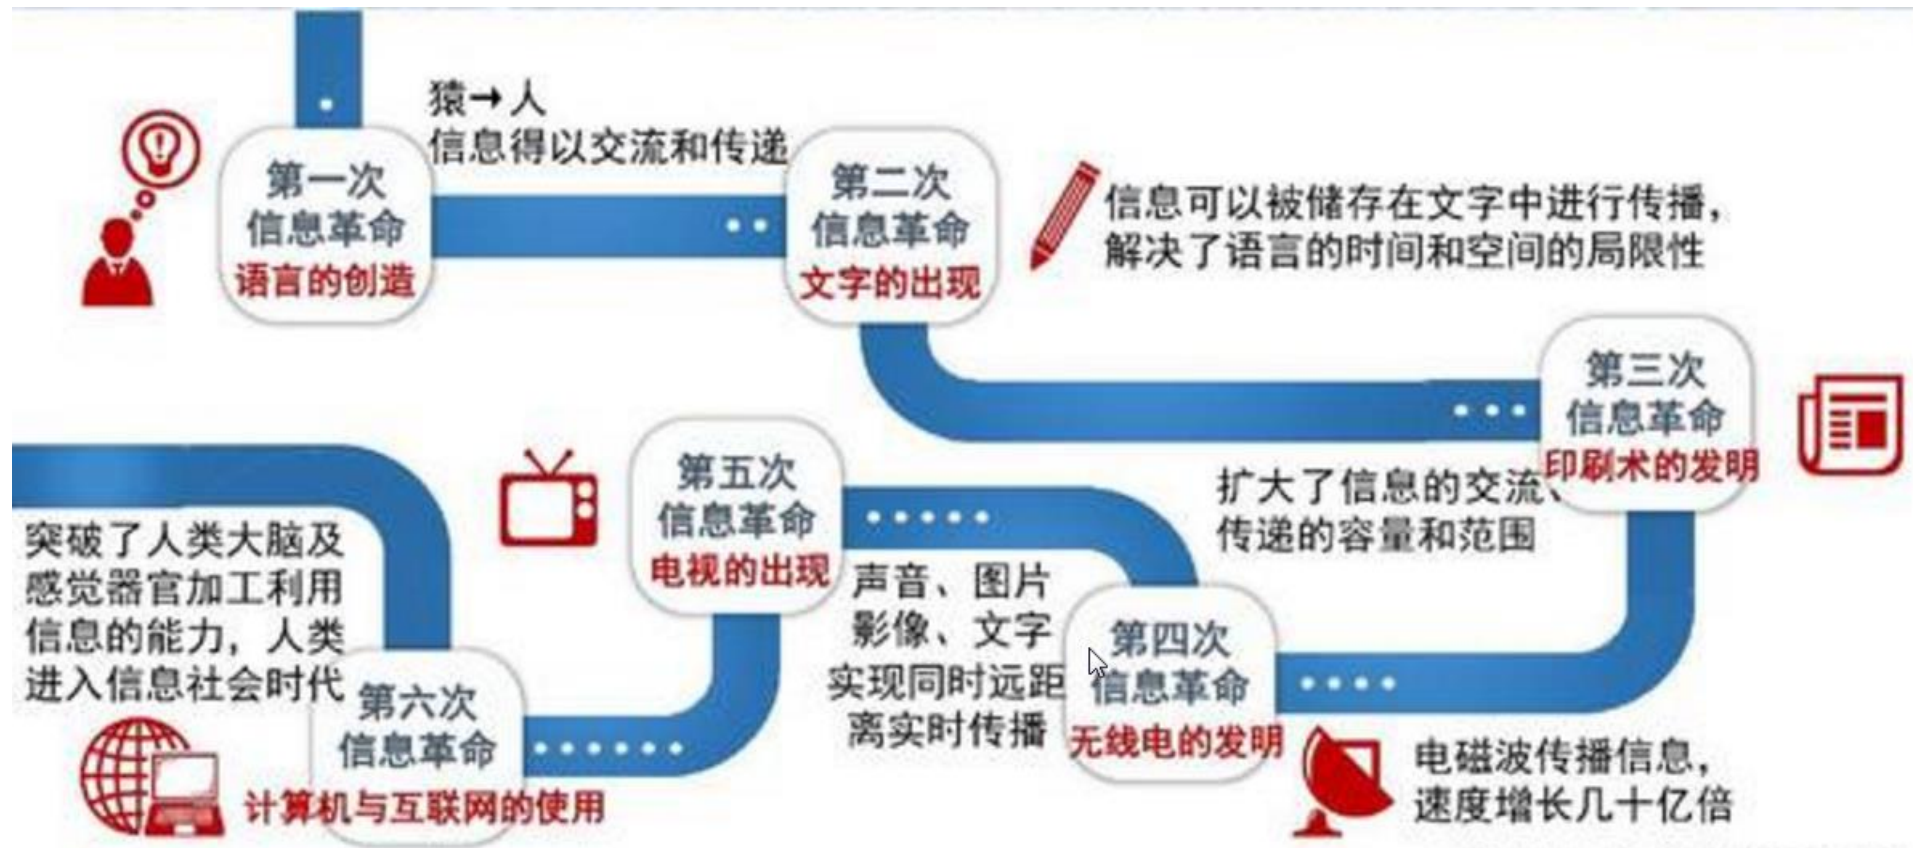 猿→人
信息得以交流和传递
第一次
信息革命
语言的创造
第二次
信息革命
文字的出现
信息可以被储存在文字中进行传播，
解决了语言的时间和空间的局限性
第三次
信息革命
印刷术的发明
扩大了信息的交流、
传递的容量和范围
第四次
信息革命
无线电的发明
电磁波传播信息，
速度增长几十亿倍
第五次
信息革命
电视的出现
声音、图片
影像、文字
实现同时远距
离实时传播
第六次
信息革命
计算机与互联网的使用
突破了人类大脑及
感觉器官加工利用
信息的能力，人类
进入信息社会时代